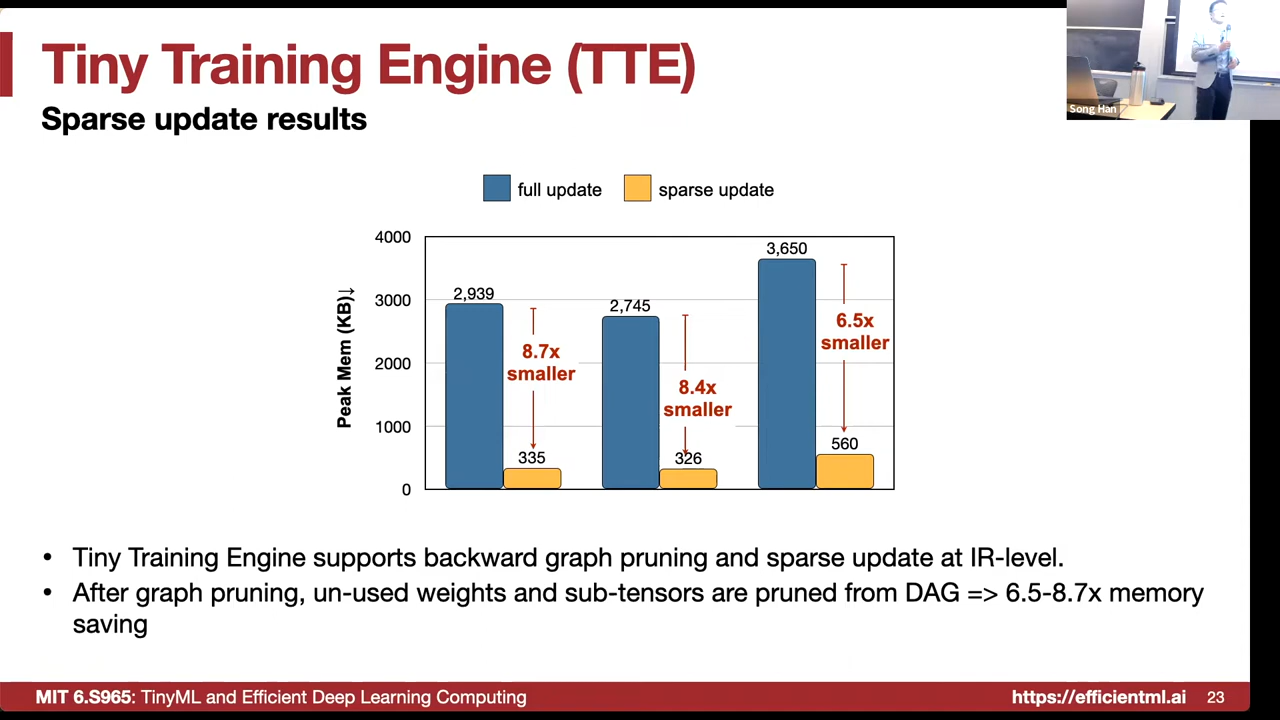 Tiny Training Engine (TTE)
Sparse update results
Song Han
full update
sparse update
Peak Mem (KB)↓
4000
3000
2000
1000
0
2,939
8.7x
smaller
335
2,745
8.4x
smaller
326
3,650
6.5x
smaller
560
• Tiny Training Engine supports backward graph pruning and sparse update at IR-level.
• After graph pruning, un-used weights and sub-tensors are pruned from DAG => 6.5-8.7x memory
saving
MIT 6.S965: TinyML and Efficient Deep Learning Computing
https://efficientml.ai
23